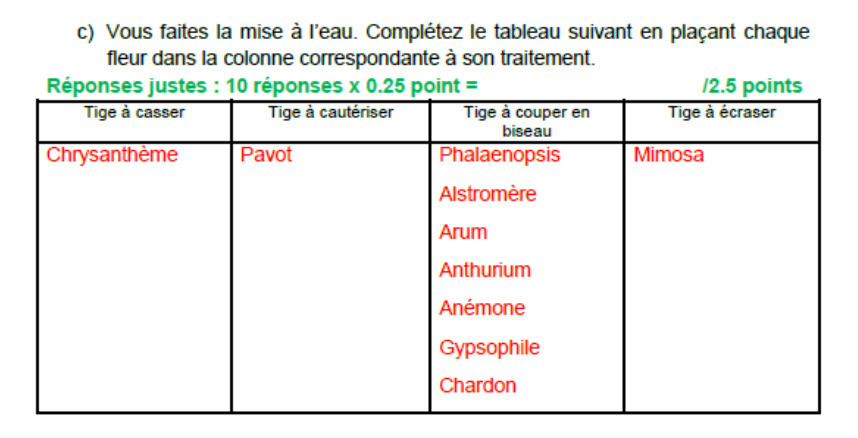 c) Vous faites la mise à l’eau. Complétez le tableau suivant en plaçant chaque
fleur dans la colonne correspondante à son traitement.
Réponses justes : 10 réponses x 0.25 point = /2.5 points
Tige à casser Tige à cautériser Tige à couper en biseau Tige à écraser
Chrysanthème Pavot Phalaenopsis Mimosa
Alstromère
Arum
Anthurium
Anémone
Gypsophile
Chardon